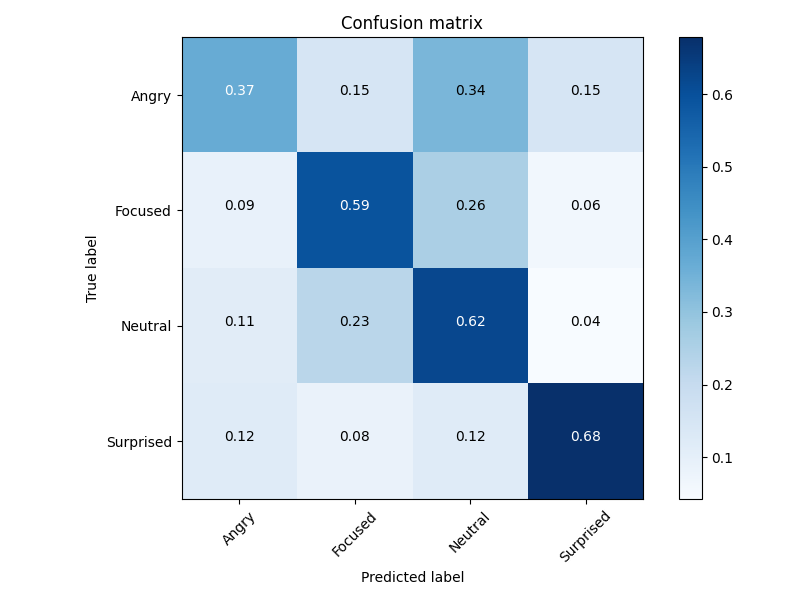 Confusion matrix
True label
Angry 0.37 0.15 0.34 0.15
Focused 0.09 0.59 0.26 0.06
Neutral 0.11 0.23 0.62 0.04
Surprised 0.12 0.08 0.12 0.68
Angry Focused Neutral Surprised
Predicted label
0.6
0.5
0.4
0.3
0.2
0.1